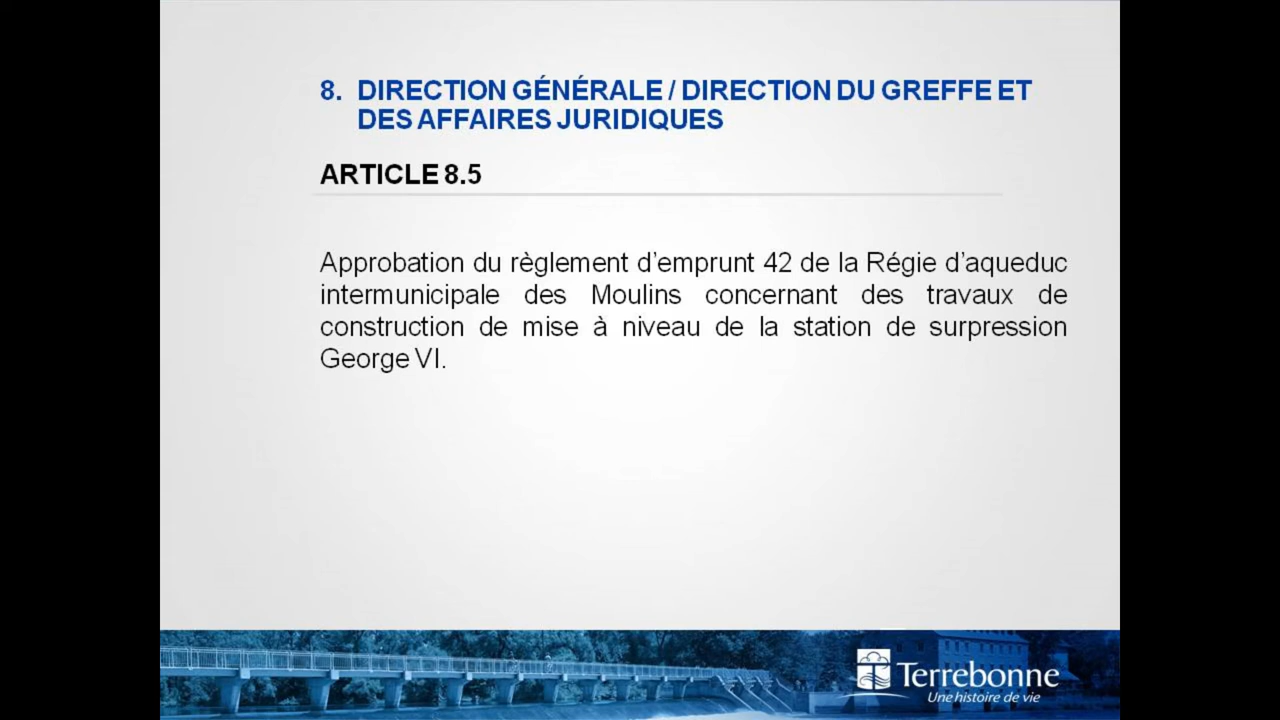 8. DIRECTION GÉNÉRALE / DIRECTION DU GREFFE ET
DES AFFAIRES JURIDIQUES
ARTICLE 8.5
Approbation du règlement d’emprunt 42 de la Régie d’aqueduc
intermunicipale des Moulins concernant des travaux de
construction de mise à niveau de la station de surpression
George VI.
Terrebonne
Une histoire de vie